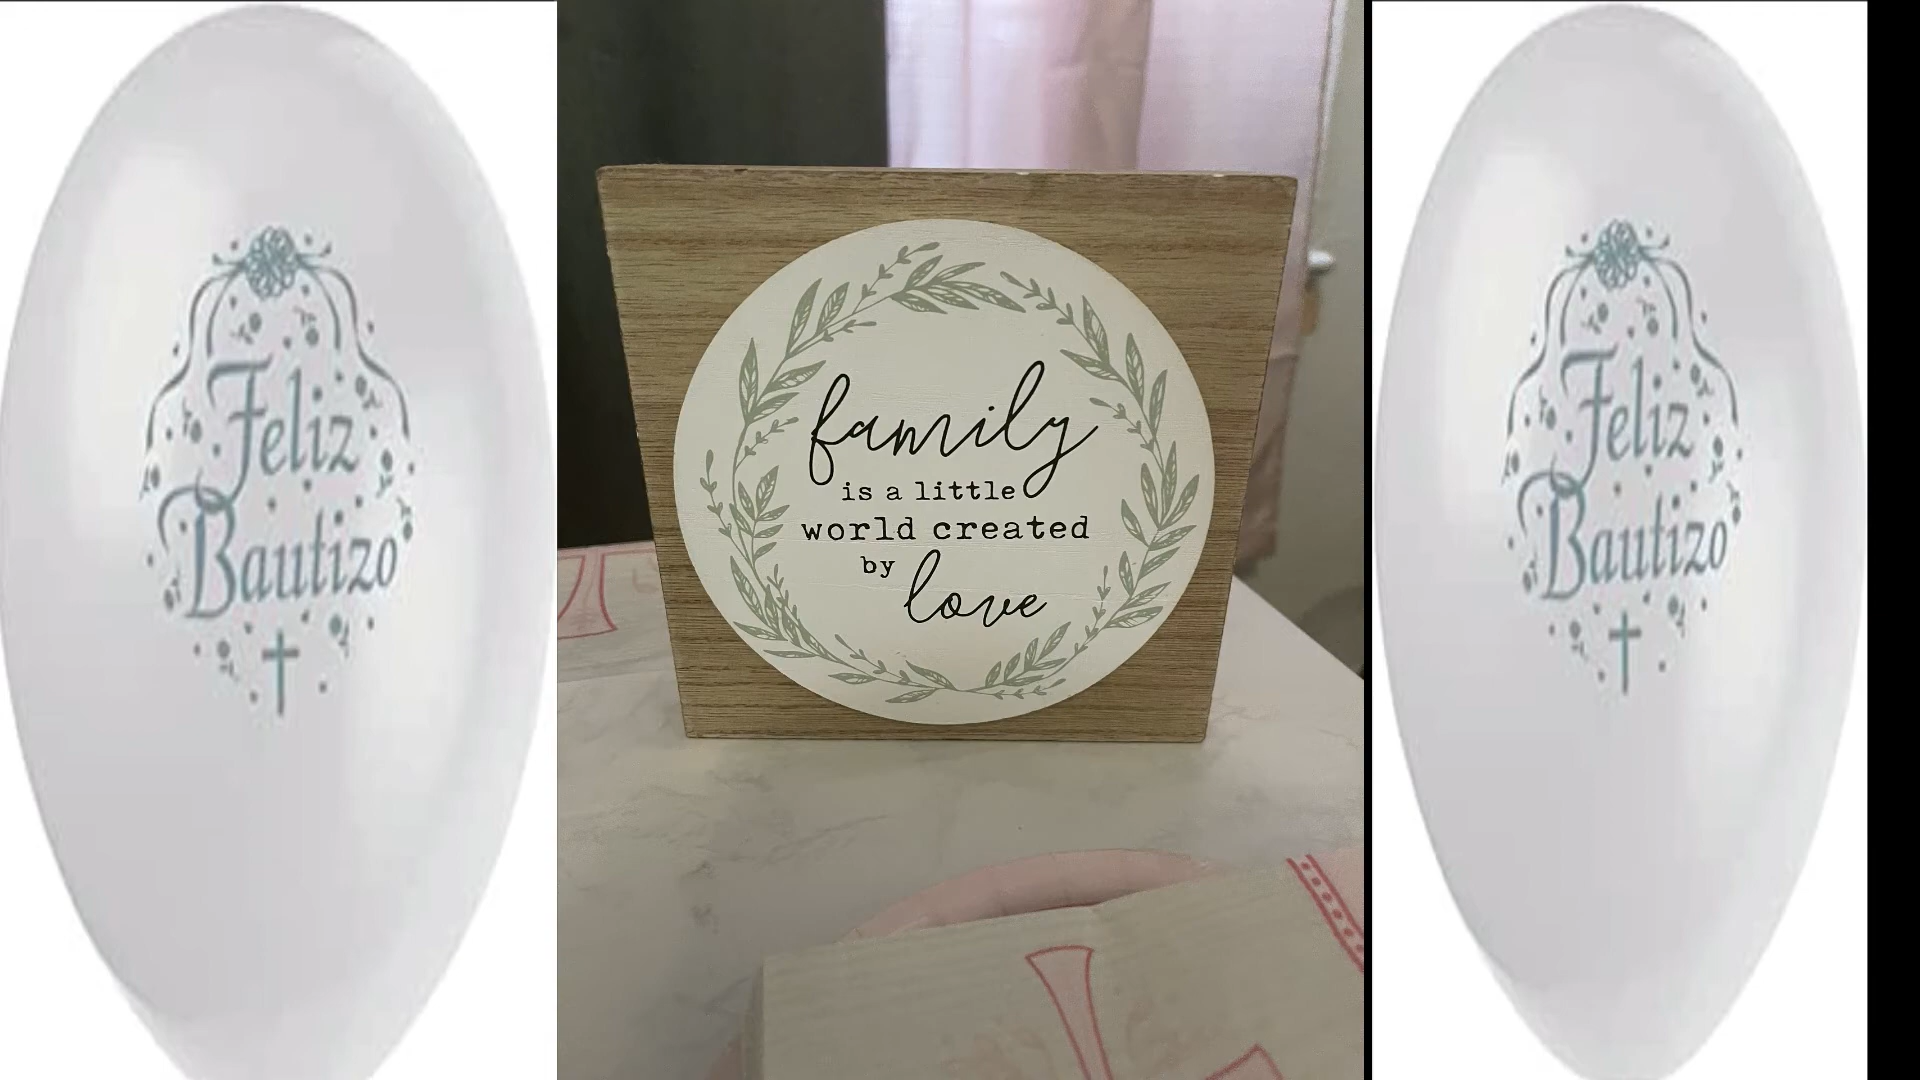 Feliz
Bautizo
family
is a little
world created
by
love
Feliz
Bautizo